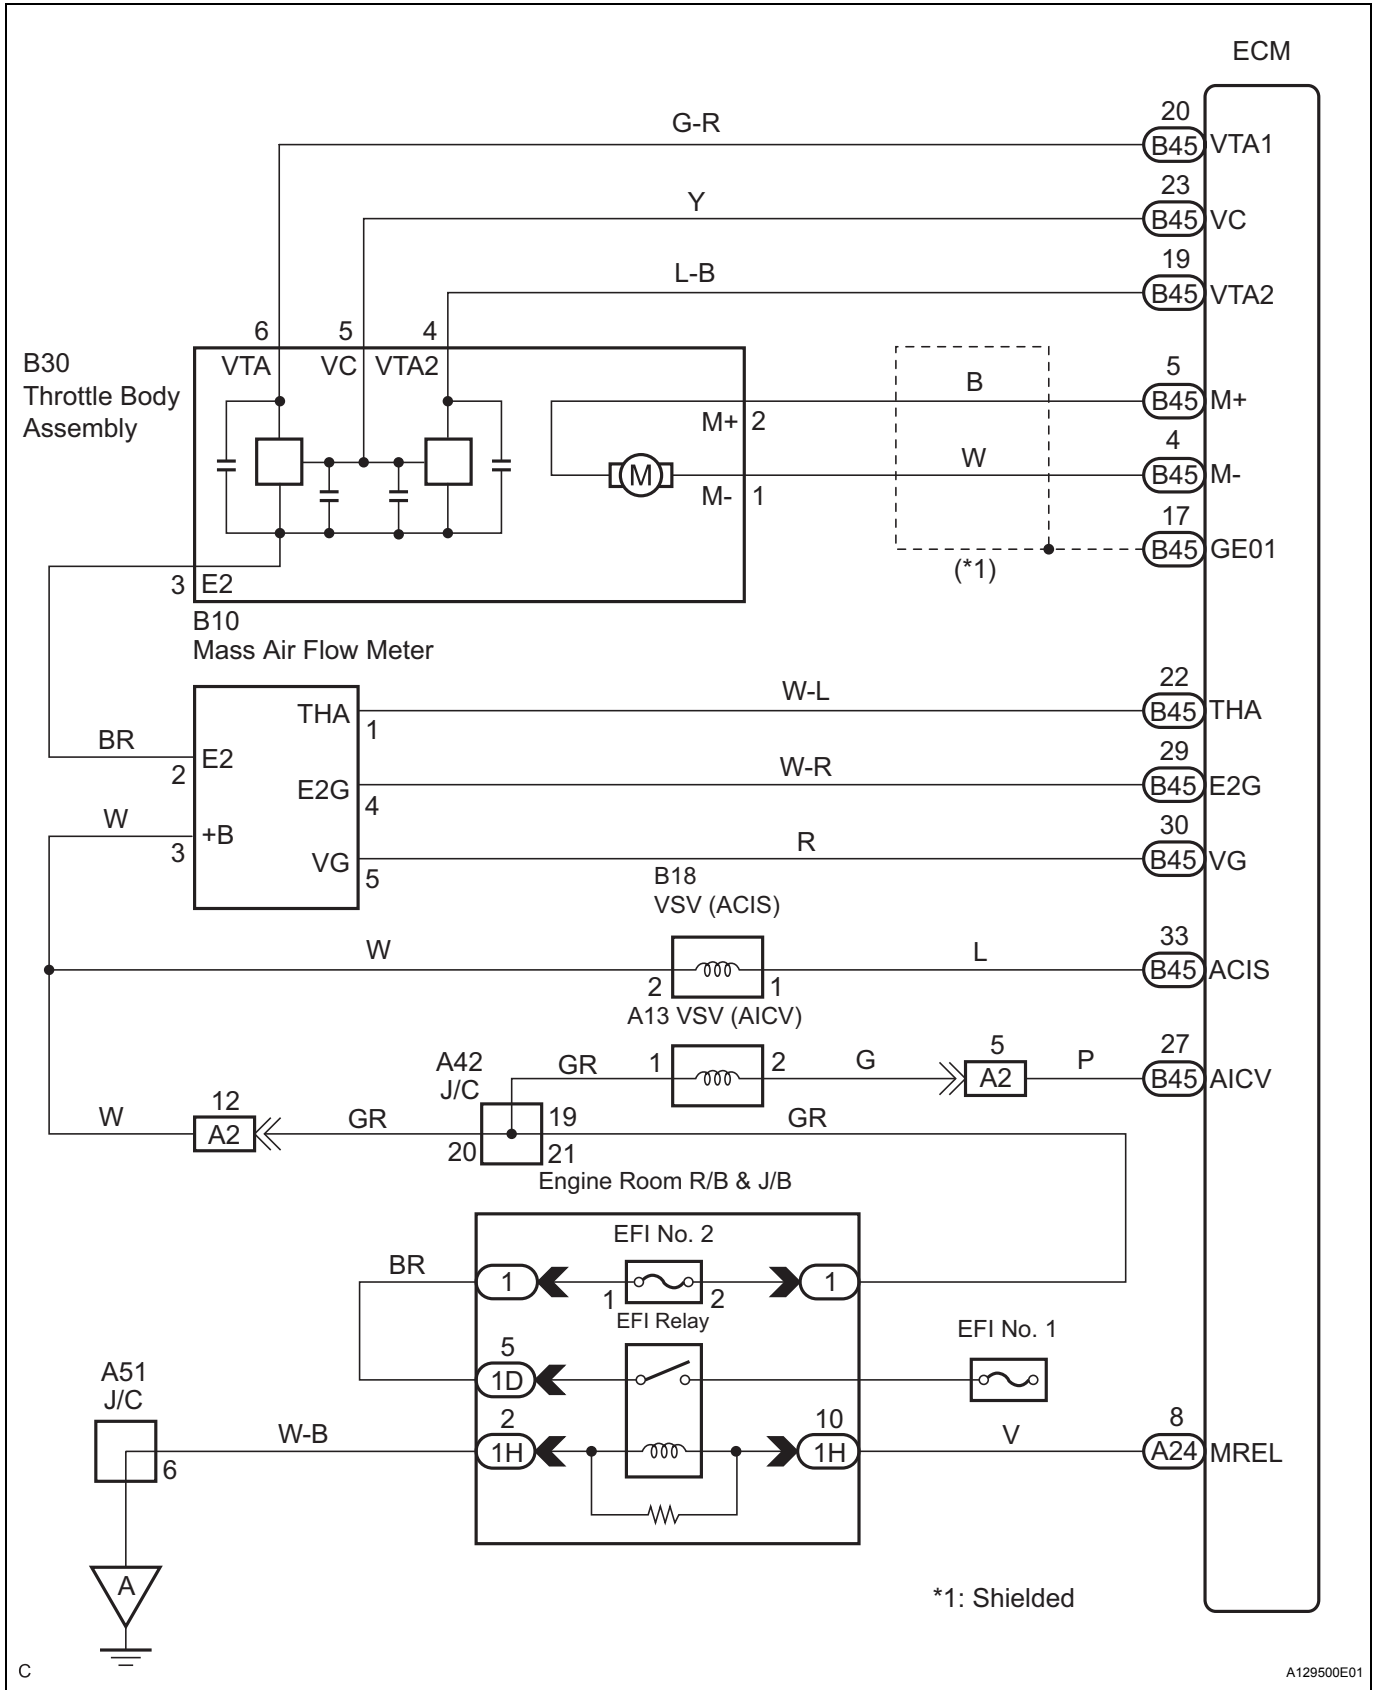 ECM
G-R
20
B45 VTA1
Y
23
B45 VC
L-B
19
B45 VTA2
6 5 4
B30
Throttle Body
Assembly
VTA VC VTA2
B
5
B45 M+
M+ 2
W
4
B45 M-
M
M- 1
17
B45 GE01
(*1)
3 E2
B10
Mass Air Flow Meter
THA 1
W-L
22
B45 THA
BR
2 E2
E2G 4
W-R
29
B45 E2G
W
3 +B
VG 5
R
30
B45 VG
B18
VSV (ACIS)
W
2 1
L
33
B45 ACIS
A13 VSV (AICV)
A42
J/C
GR
1 2
G
5
A2
P
27
B45 AICV
W
12
A2
GR
20
19
21
GR
Engine Room R/B & J/B
EFI No. 2
BR
1
1 2
1
EFI Relay
EFI No. 1
5
1D
A51
J/C
6
W-B
2
1H
10
1H
V
8
A24 MREL
A
*1: Shielded
C
A129500E01